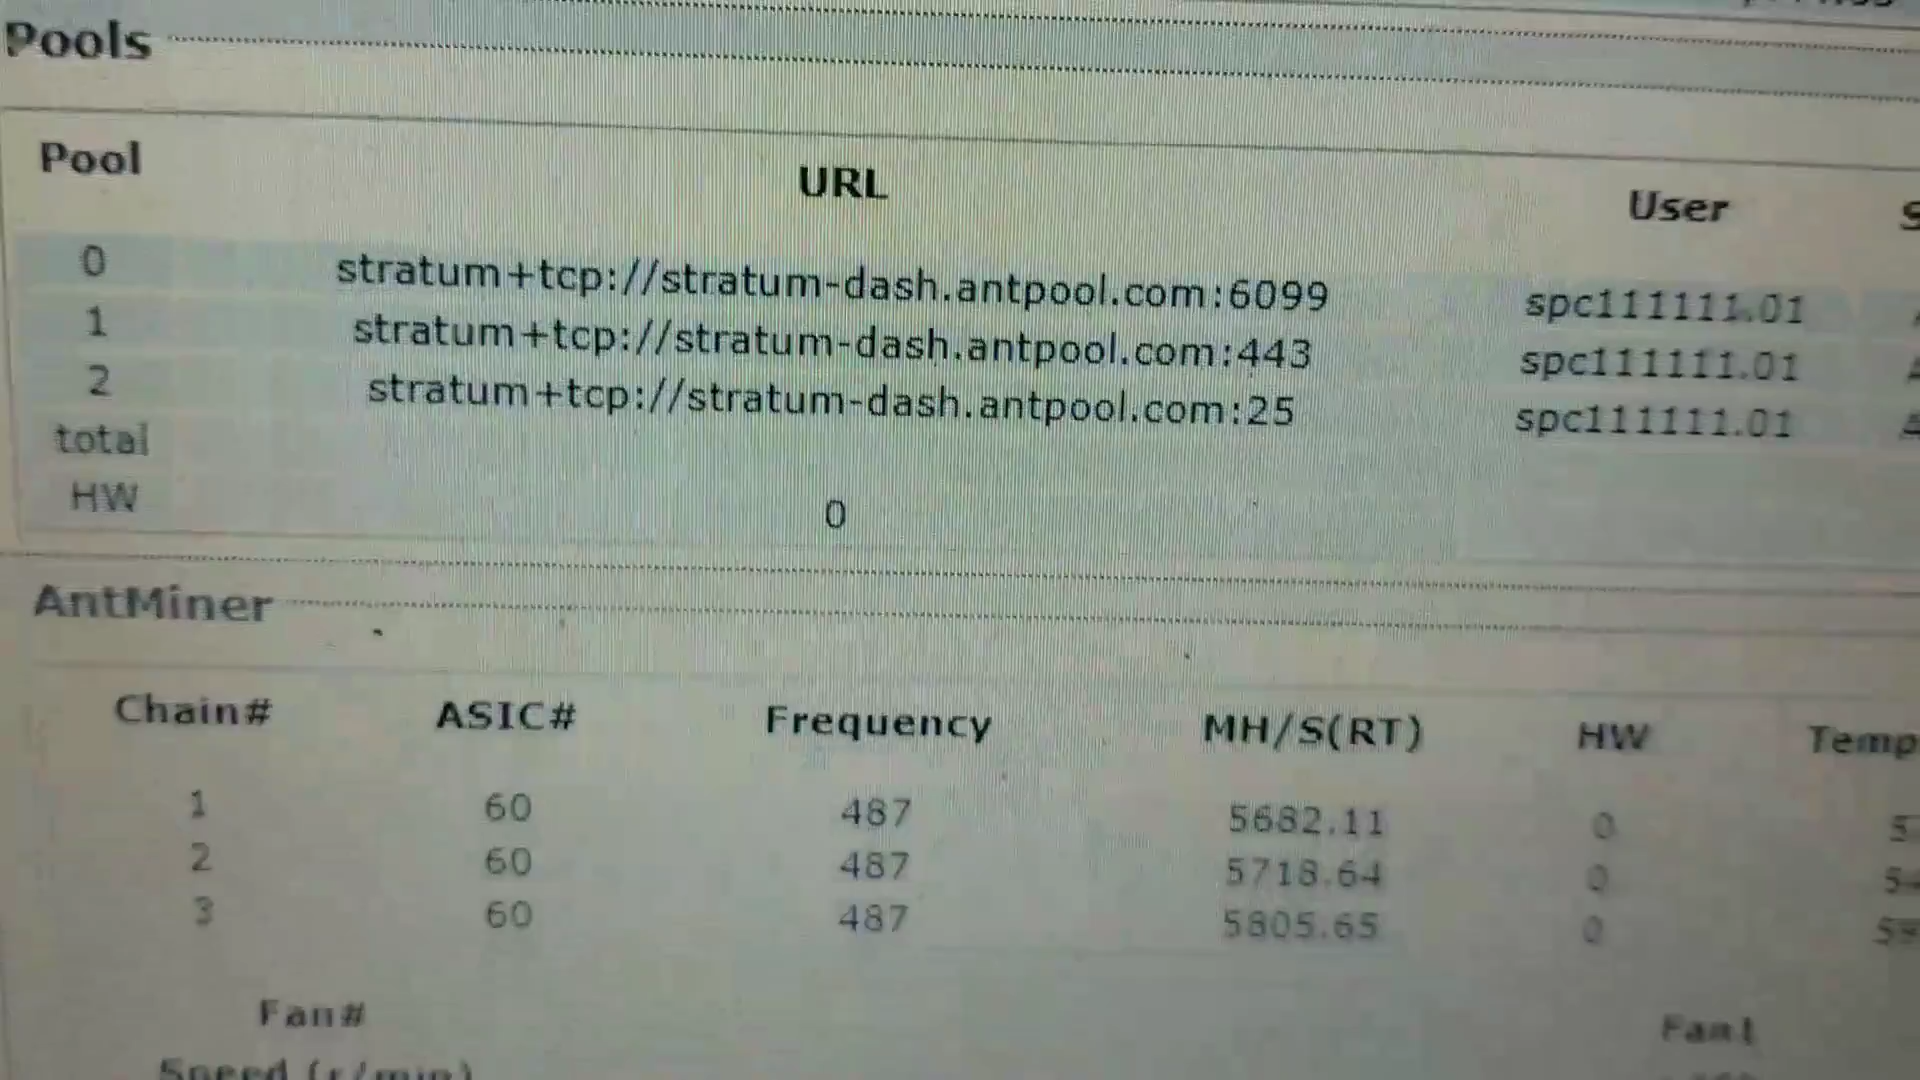 Pools
Pool URL User
0 stratum+tcp://stratum-dash.antpool.com:6099 spc111111.01
1 stratum+tcp://stratum-dash.antpool.com:443 spc111111.01
2 stratum+tcp://stratum-dash.antpool.com:25 spc111111.01
total
HW 0
AntMiner
Chain# ASIC# Frequency MH/S(RT) HW Temp
1 60 487 5682.11 0
2 60 487 5718.64 0
3 60 487 5805.65 0
Fan# Fan1
Speed (r/min)